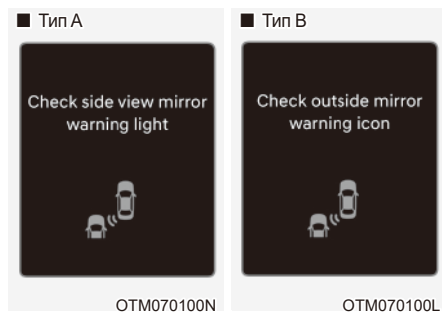 ■ Тип A
Check side view mirror
warning light
OTM070100N
■ Тип B
Check outside mirror
warning icon
OTM070100L